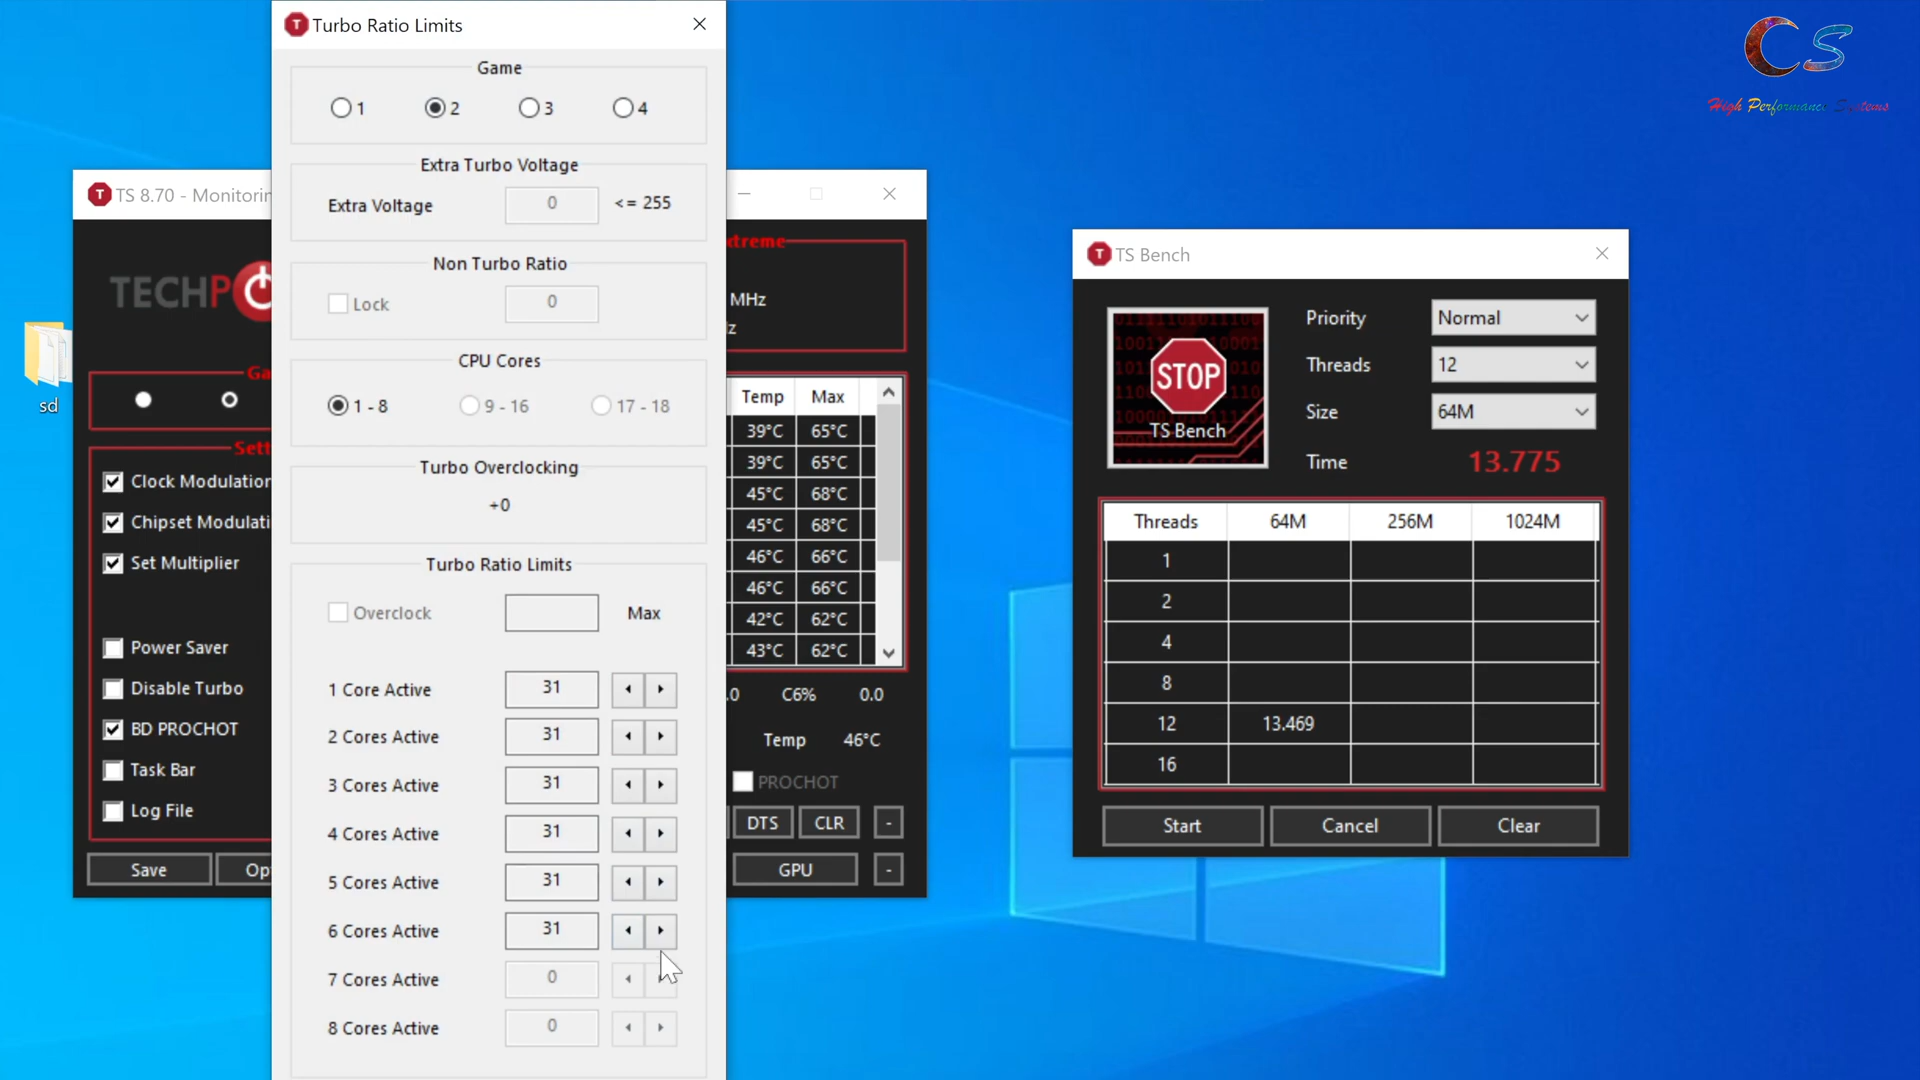 Turbo Ratio Limits
Game
1 2 3 4
Extra Turbo Voltage
Extra Voltage 0 <= 255
Non Turbo Ratio
Lock 0
CPU Cores
1 - 8 9 - 16 17 - 18
Turbo Overclocking
+0
Turbo Ratio Limits
Overclock Max
1 Core Active 31
2 Cores Active 31
3 Cores Active 31
4 Cores Active 31
5 Cores Active 31
6 Cores Active 31
7 Cores Active 0
8 Cores Active 0
sd
TS 8.70 - Monitorin
TECHP
Ga
Sett
Clock Modulation
Chipset Modulati
Set Multiplier
Power Saver
Disable Turbo
BD PROCHOT
Task Bar
Log File
Save Op
xtreme
MHz
z
Temp Max
39°C 65°C
39°C 65°C
45°C 68°C
45°C 68°C
46°C 66°C
46°C 66°C
42°C 62°C
43°C 62°C
.0 C6% 0.0
Temp 46°C
PROCHOT
DTS CLR -
GPU -
TS Bench
STOP
TS Bench
Priority Normal
Threads 12
Size 64M
Time 13.775
Threads 64M 256M 1024M
1
2
4
8
12 13.469
16
Start Cancel Clear
CS
High Performance Systems